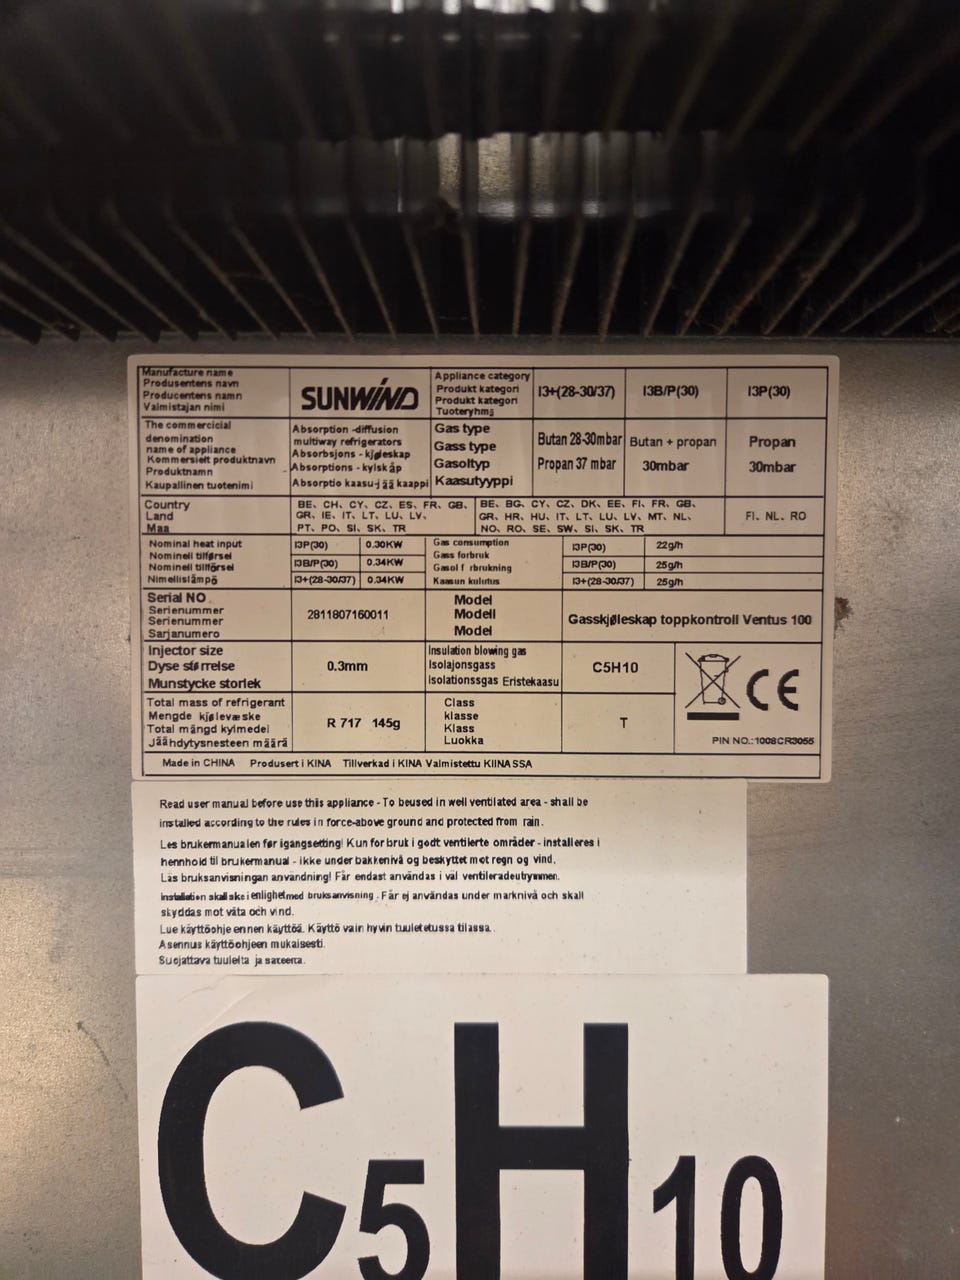 Manufacture name
Produsentens navn
Producentens namn
Valmistajan nimi
SUNWIND
Appliance category
Produkt kategori
Produkt kategori
Tuoteryhmä
I3+(28-30/37)
I3B/P(30)
I3P(30)
The commercicial
denomination
name of appliance
Kommersielt produktnavn
Produktnamn
Kaupallinen tuotenimi
Absorption -diffusion
multiway refrigerators
Absorbsjons - kjøleskap
Absorptions - kylskåp
Absorptio kaasu-jääkaappi
Gas type
Gass type
Gasoltyp
Kaasutyyppi
Butan 28-30mbar
Propan 37 mbar
Butan + propan
30mbar
Propan
30mbar
Country
Land
Maa
BE、CH、CY、CZ、ES、FR、GB、
GR、IE、IT、LT、LU、LV、
PT、PO、SI、SK、TR
BE、BG、CY、CZ、DK、EE、FI、FR、GB、
GR、HR、HU、IT、LT、LU、LV、MT、NL、
NO、RO、SE、SW、SI、SK、TR
FI、NL、RO
Nominal heat input
Nominell tilførsel
Nominell tillförsel
Nimellislämpö
I3P(30) 0.30KW
I3B/P(30) 0.34KW
I3+(28-30/37) 0.34KW
Gas consumption
Gass forbruk
Gasol f rbrukning
Kaasun kulutus
I3P(30) 22g/h
I3B/P(30) 25g/h
I3+(28-30/37) 25g/h
Serial NO
Serienummer
Serienummer
Sarjanumero
2811807160011
Model
Modell
Model
Gasskjøleskap toppkontroll Ventus 100
Injector size
Dyse størrelse
Munstycke storlek
0.3mm
Insulation blowing gas
Isolajonsgass
Isolationssgas Eristekaasu
C5H10
CE
Total mass of refrigerant
Mengde kjølevæske
Total mängd kylmedel
Jäähdytysnesteen määrä
R 717 145g
Class
klasse
Klass
Luokka
T
PIN NO.:1008CR3055
Made in CHINA Produsert i KINA Tillverkad i KINA Valmistettu KIINASSA
Read user manual before use this appliance - To beused in well ventilated area - shall be
installed according to the rules in force-above ground and protected from rain.
Les brukermanualen før igangsetting! Kun for bruk i godt ventilerte områder - installeres i
hennhold til brukermanual - ikke under bakkenivå og beskyttet mot regn og vind.
Läs bruksanvisningan användning! Får endast användas i väl ventileradeutrymmen.
Installation skall ske i enlighet med bruksanvisning . Får ej användas under marknivå och skall
skyddas mot väta och vind.
Lue käyttöohje ennen käyttöä. Käyttö vain hyvin tuuletetussa tilassa.
Asennus käyttöohjeen mukaisesti.
Suojattava tuulelta ja sateerta.
C5H10